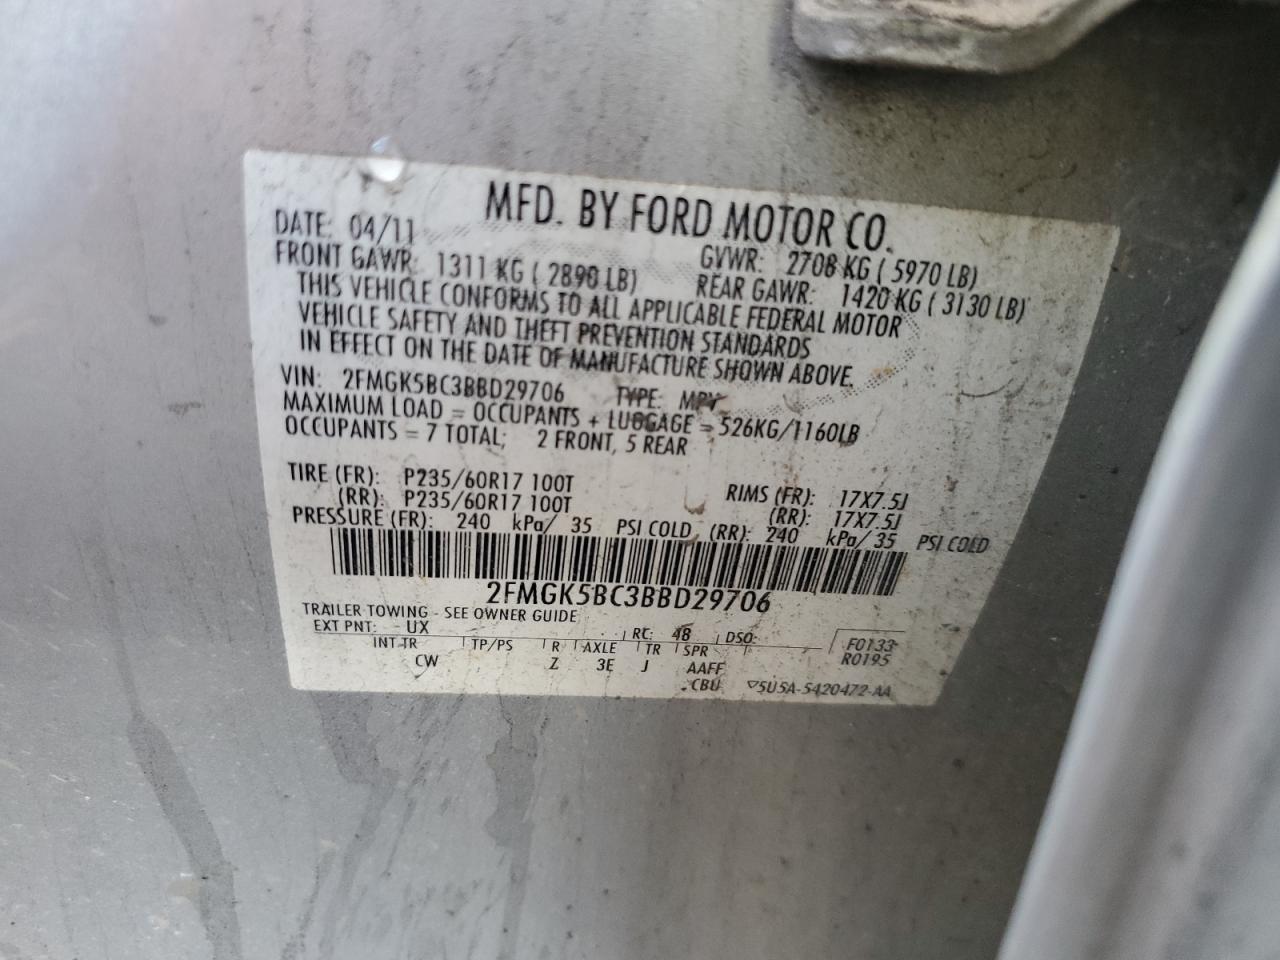 MFD. BY FORD MOTOR CO.
DATE: 04/11 GVWR: 2708 KG ( 5970 LB)
FRONT GAWR: 1311 KG ( 2890 LB) REAR GAWR: 1420 KG ( 3130 LB)
THIS VEHICLE CONFORMS TO ALL APPLICABLE FEDERAL MOTOR
VEHICLE SAFETY AND THEFT PREVENTION STANDARDS
IN EFFECT ON THE DATE OF MANUFACTURE SHOWN ABOVE.
VIN: 2FMGK5BC3BBD29706 TYPE: MPV
MAXIMUM LOAD = OCCUPANTS + LUGGAGE = 526KG/1160LB
OCCUPANTS = 7 TOTAL; 2 FRONT, 5 REAR
TIRE (FR): P235/60R17 100T RIMS (FR): 17X7.5J
(RR): P235/60R17 100T (RR): 17X7.5J
PRESSURE (FR): 240 kPa/ 35 PSI COLD (RR): 240 kPa/ 35 PSI COLD
2FMGK5BC3BBD29706
TRAILER TOWING - SEE OWNER GUIDE
EXT PNT: UX RC: 48 DSO: F0133
INT TR TP/PS R AXLE TR SPR R0195
CW Z 3E J AAFF
.CBU ▽5U5A-5420472-AA